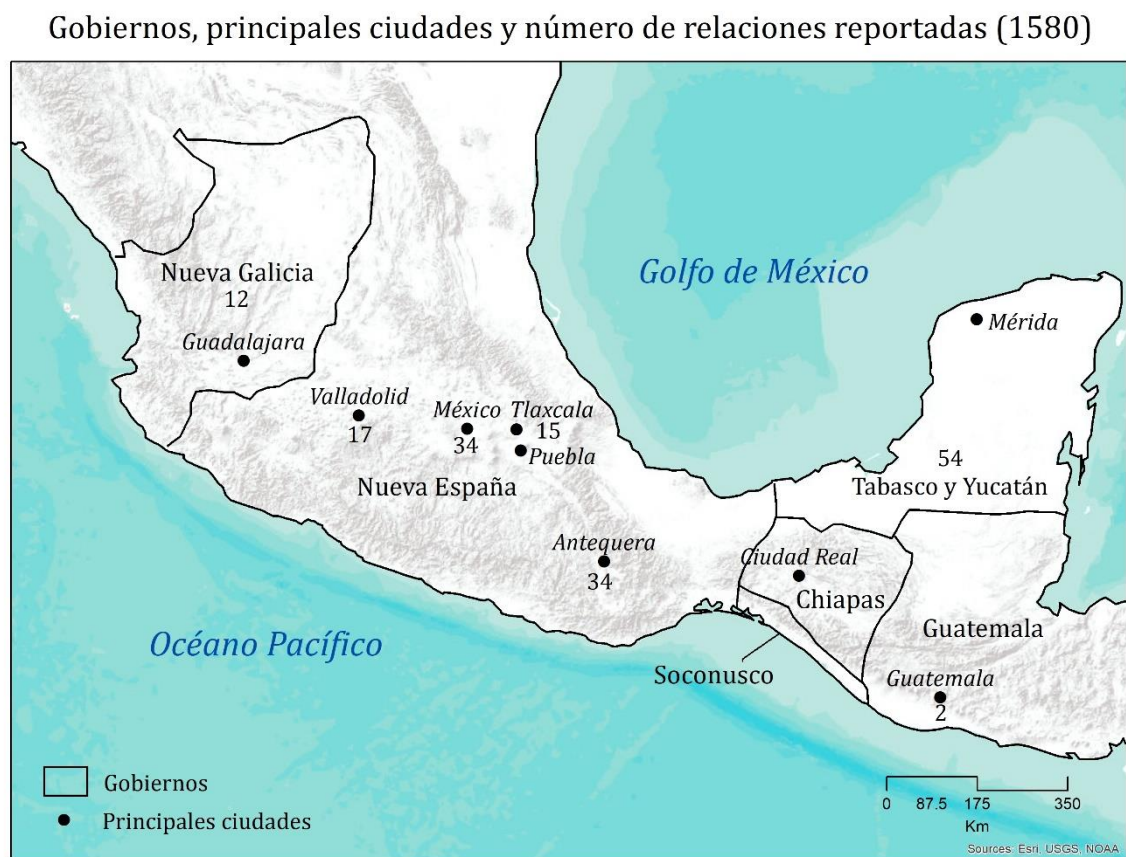 Gobiernos, principales ciudades y número de relaciones reportadas (1580)
Golfo de México
Nueva Galicia
12
Guadalajara
Mérida
Valladolid
17
México
34
Tlaxcala
15
Puebla
Nueva España
54
Tabasco y Yucatán
Antequera
34
Ciudad Real
Chiapas
Guatemala
Océano Pacífico
Soconusco
Guatemala
2
Gobiernos
Principales ciudades
0 87.5 175 350
Km
Sources: Esri, USGS, NOAA